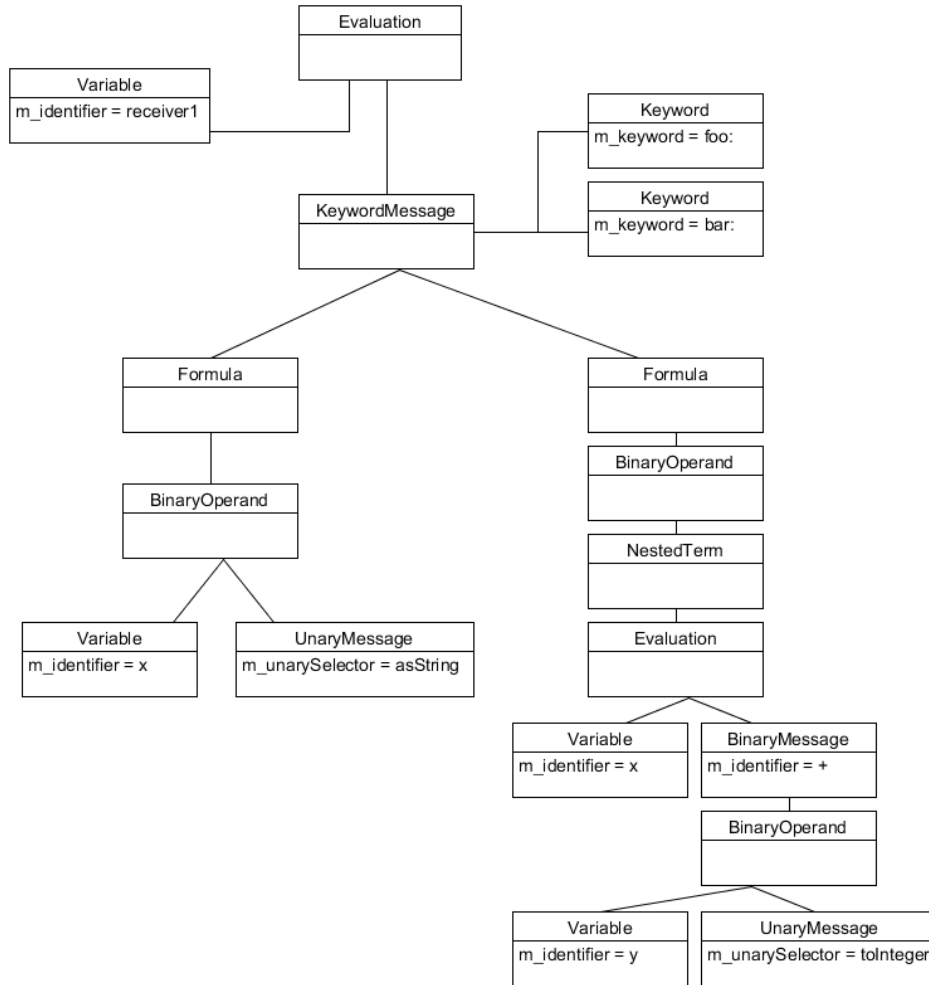 Evaluation
Variable
m_identifier = receiver1
Keyword
m_keyword = foo:
KeywordMessage
Keyword
m_keyword = bar:
Formula
Formula
BinaryOperand
BinaryOperand
NestedTerm
Variable
m_identifier = x
UnaryMessage
m_unarySelector = asString
Evaluation
Variable
m_identifier = x
BinaryMessage
m_identifier = +
BinaryOperand
Variable
m_identifier = y
UnaryMessage
m_unarySelector = toInteger